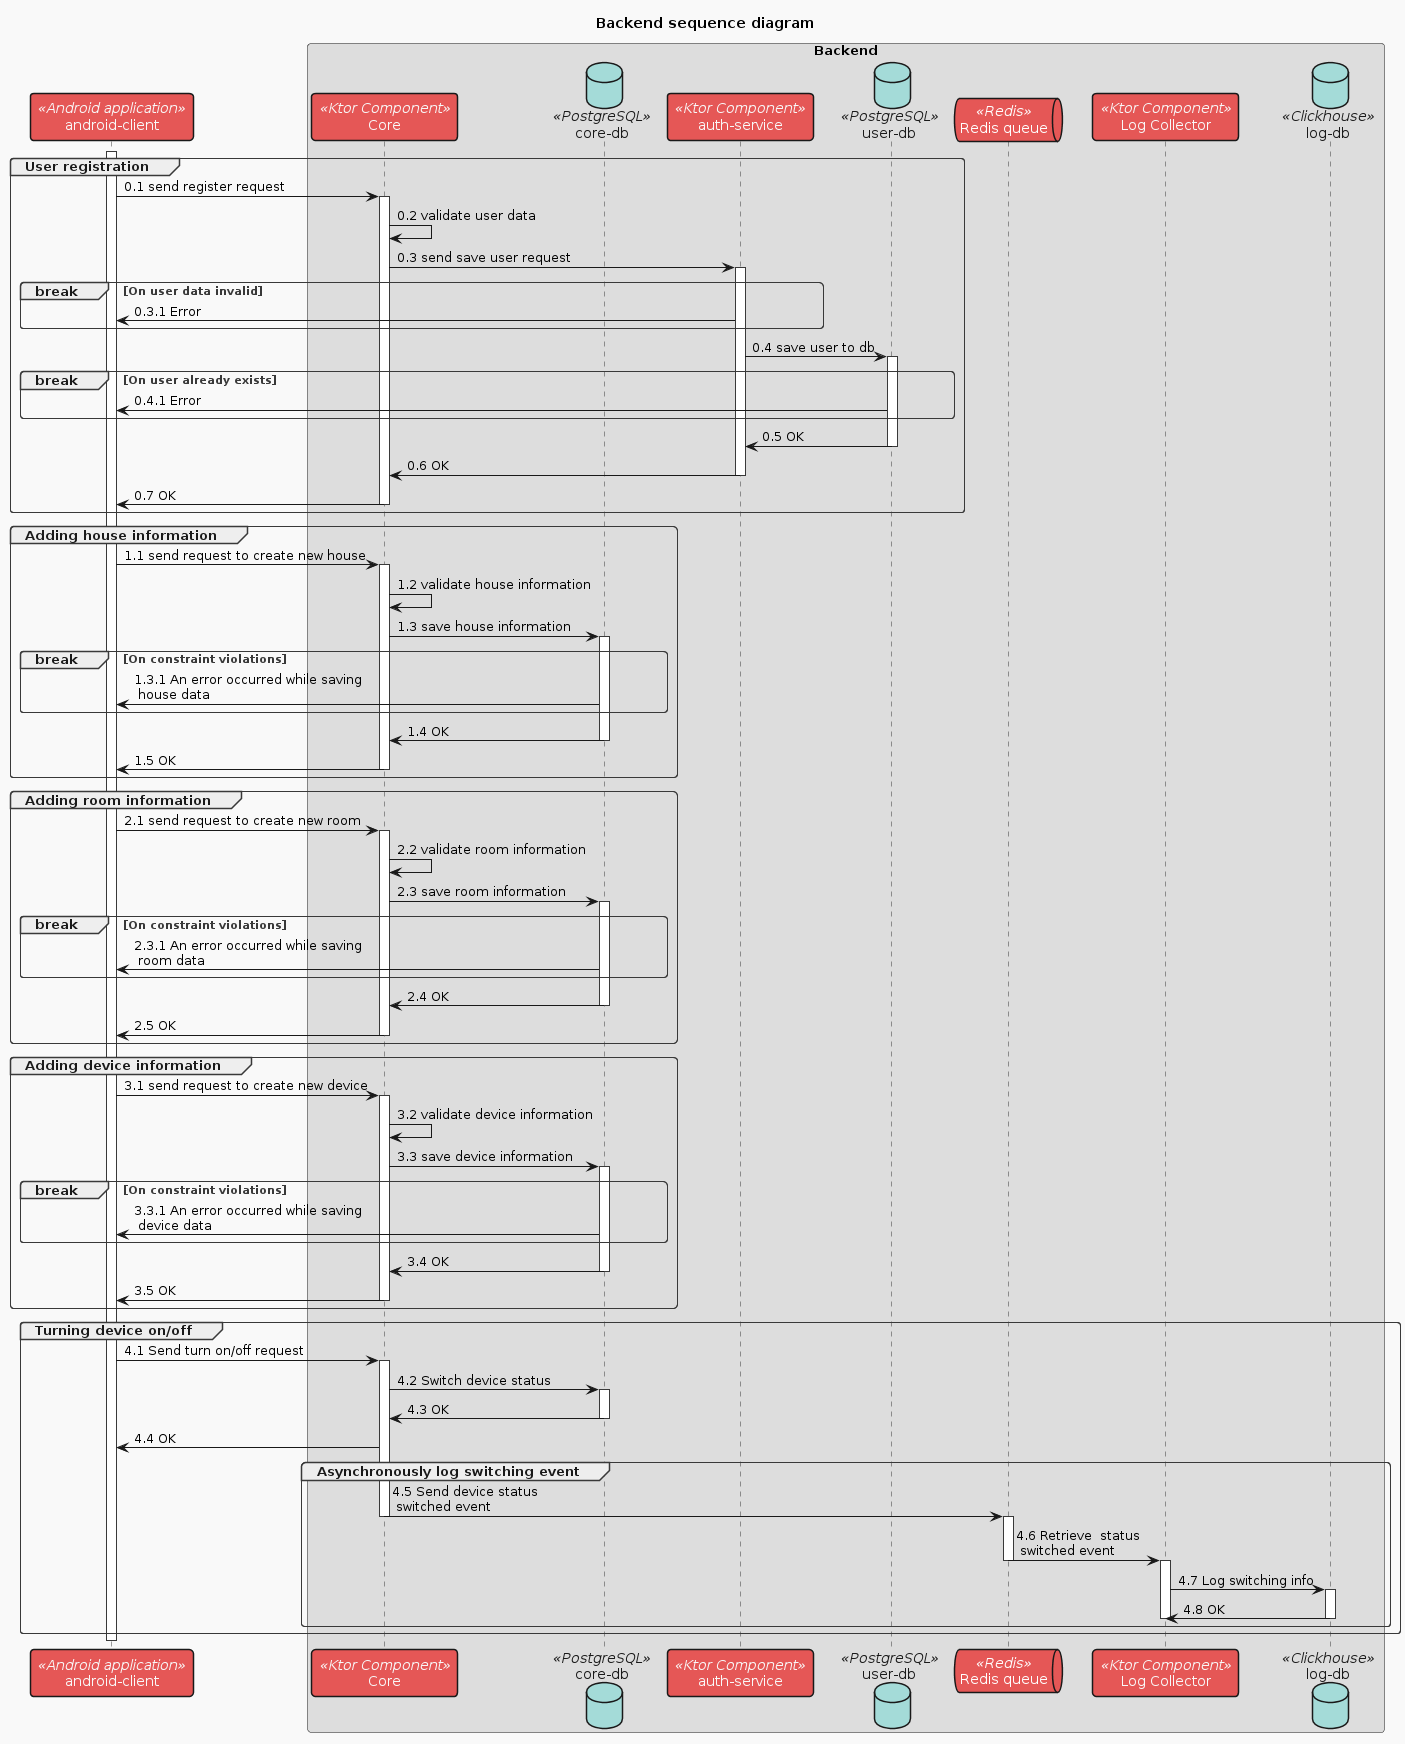 Backend sequence diagram
Backend
«Android application»
android-client
«Ktor Component»
Core
«PostgreSQL»
core-db
«Ktor Component»
auth-service
«PostgreSQL»
user-db
«Redis»
Redis queue
«Ktor Component»
Log Collector
«Clickhouse»
log-db
User registration
0.1 send register request
0.2 validate user data
0.3 send save user request
break [On user data invalid]
0.3.1 Error
0.4 save user to db
break [On user already exists]
0.4.1 Error
0.5 OK
0.6 OK
0.7 OK
Adding house information
1.1 send request to create new house
1.2 validate house information
1.3 save house information
break [On constraint violations]
1.3.1 An error occurred while saving
house data
1.4 OK
1.5 OK
Adding room information
2.1 send request to create new room
2.2 validate room information
2.3 save room information
break [On constraint violations]
2.3.1 An error occurred while saving
room data
2.4 OK
2.5 OK
Adding device information
3.1 send request to create new device
3.2 validate device information
3.3 save device information
break [On constraint violations]
3.3.1 An error occurred while saving
device data
3.4 OK
3.5 OK
Turning device on/off
4.1 Send turn on/off request
4.2 Switch device status
4.3 OK
4.4 OK
Asynchronously log switching event
4.5 Send device status
switched event
4.6 Retrieve  status
switched event
4.7 Log switching info
4.8 OK
«Android application»
android-client
«Ktor Component»
Core
«PostgreSQL»
core-db
«Ktor Component»
auth-service
«PostgreSQL»
user-db
«Redis»
Redis queue
«Ktor Component»
Log Collector
«Clickhouse»
log-db